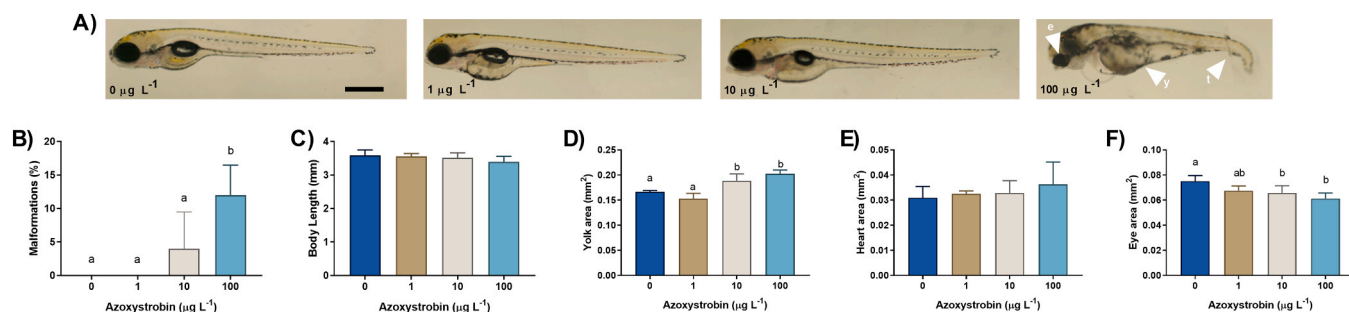 A)
0 µg L-1
1 µg L-1
10 µg L-1
e
y
t
100 µg L-1
B)
Malformations (%)
20
15
10
5
0
a
a
a
b
0 1 10 100
Azoxystrobin (µg L-1)
C)
Body Length (mm)
4
3
2
1
0
0 1 10 100
Azoxystrobin (µg L-1)
D)
Yolk area (mm2)
0.25
0.20
0.15
0.10
0.05
0.00
a
a
b
b
0 1 10 100
Azoxystrobin (µg L-1)
E)
Heart area (mm2)
0.05
0.04
0.03
0.02
0.01
0.00
0 1 10 100
Azoxystrobin (µg L-1)
F)
Eye area (mm2)
0.10
0.08
0.06
0.04
0.02
0.00
a
ab
b
b
0 1 10 100
Azoxystrobin (µg L-1)